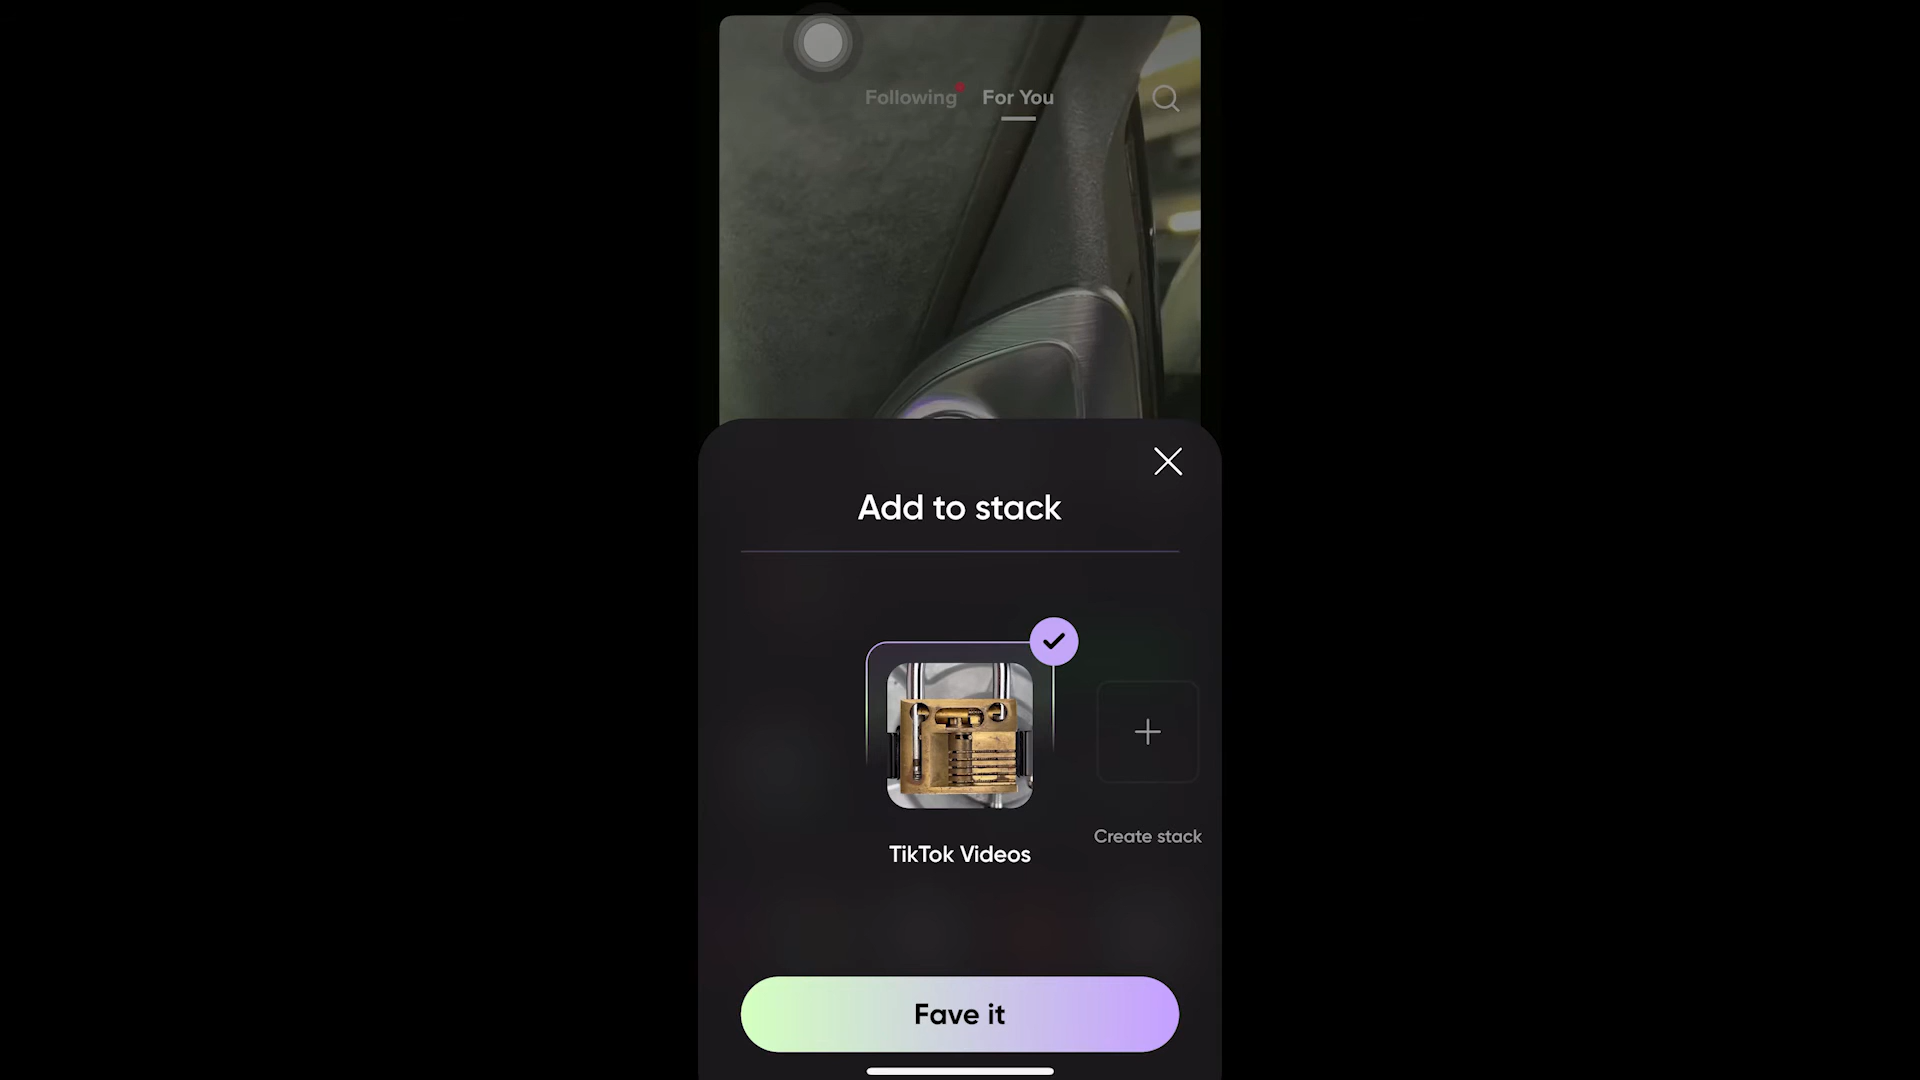 Following For You
Add to stack
TikTok Videos
Create stack
Fave it